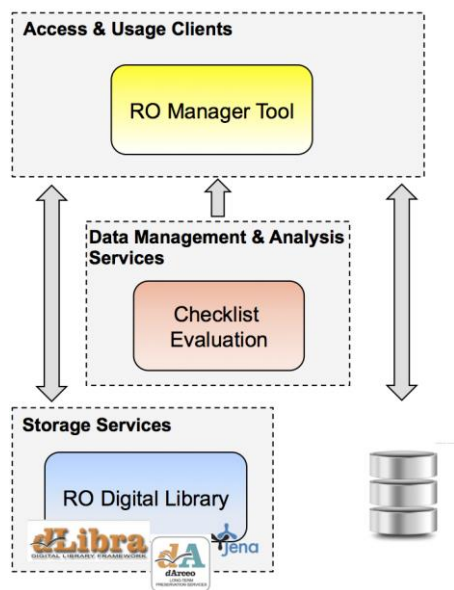 Access & Usage Clients
RO Manager Tool
Data Management & Analysis
Services
Checklist
Evaluation
Storage Services
RO Digital Library
dLibra
DIGITAL LIBRARY FRAMEWORK
dA
dArceo
LONG-TERM
PRESERVATION SERVICES
jena